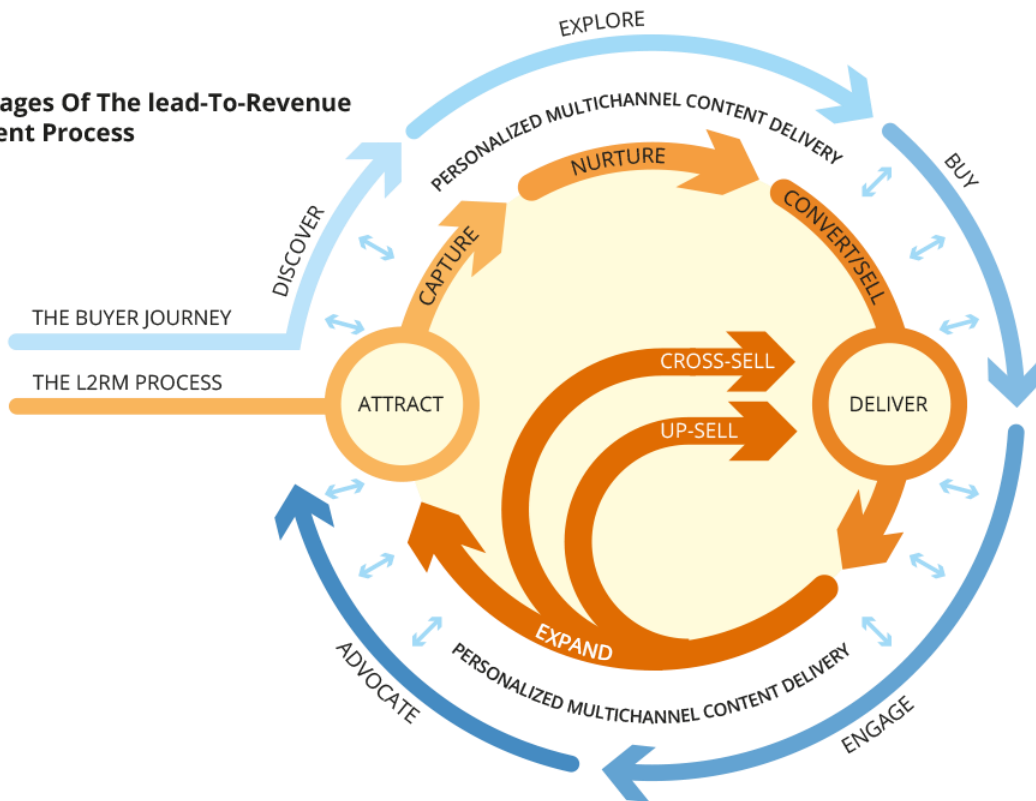 ages Of The lead-To-Revenue
ent Process
EXPLORE
PERSONALIZED MULTICHANNEL CONTENT DELIVERY
NURTURE
BUY
DISCOVER
CAPTURE
CONVERT/SELL
THE BUYER JOURNEY
THE L2RM PROCESS
ATTRACT
CROSS-SELL
UP-SELL
DELIVER
EXPAND
PERSONALIZED MULTICHANNEL CONTENT DELIVERY
ADVOCATE
ENGAGE